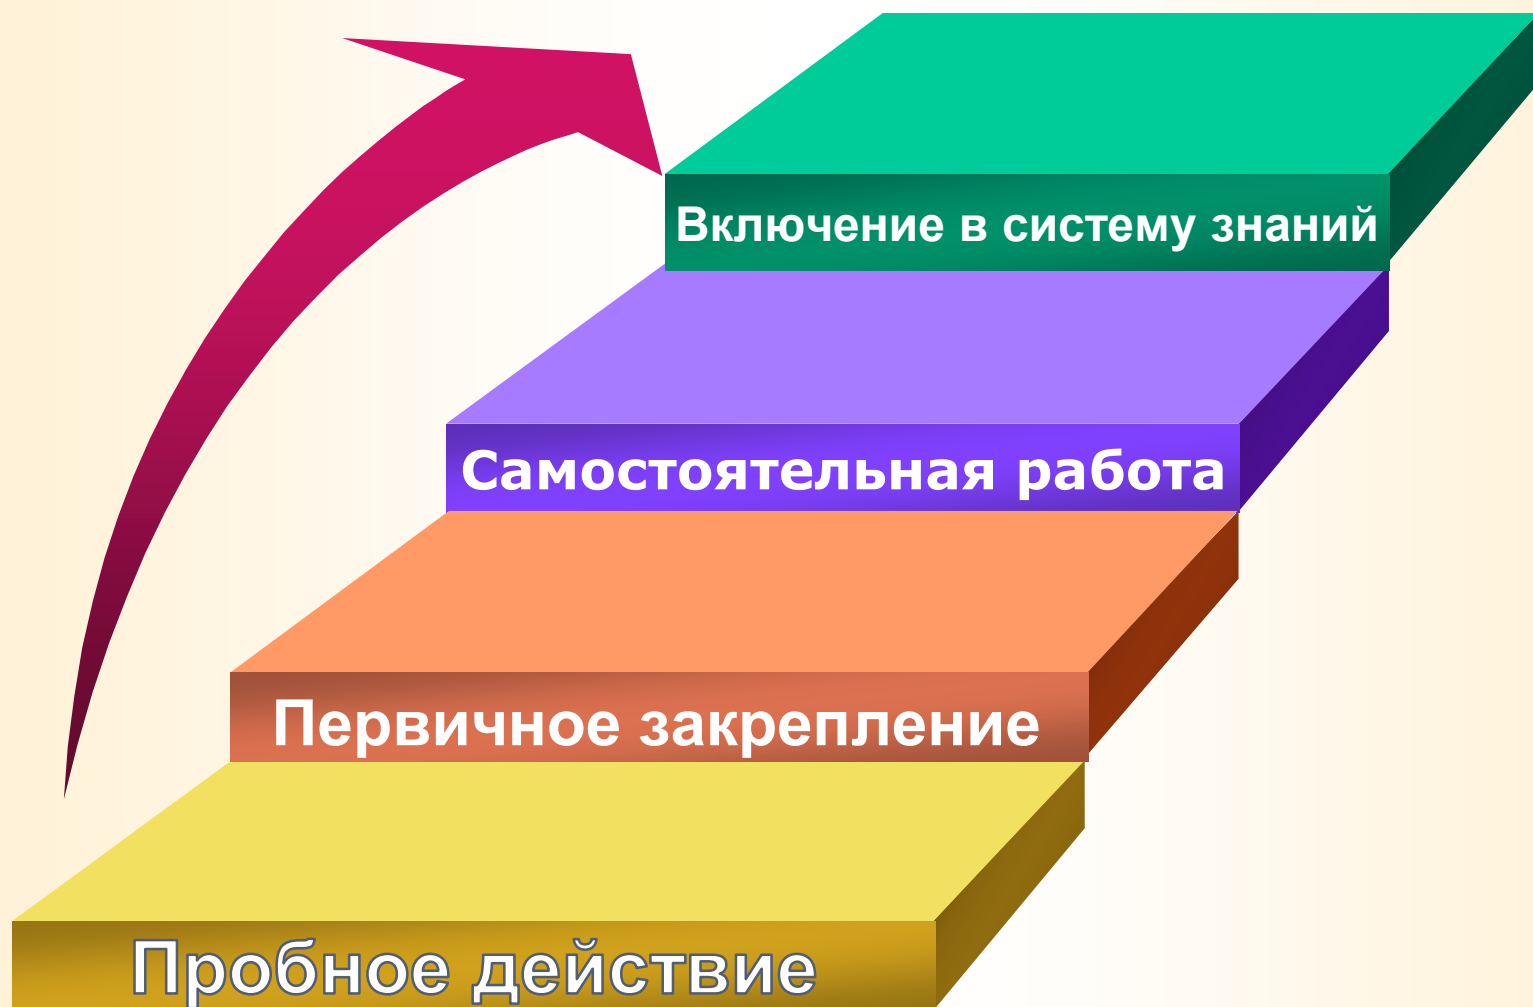 Включение в систему знаний
Самостоятельная работа
Первичное закрепление
Пробное действие